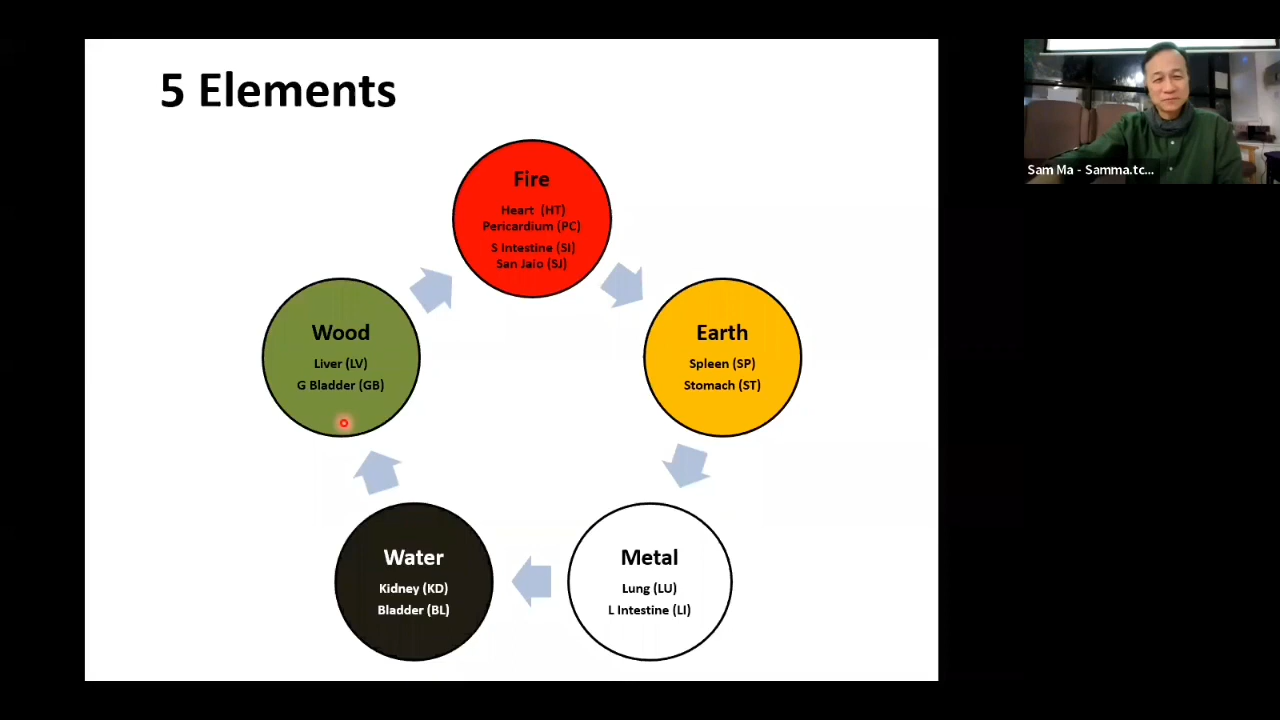 5 Elements
Fire
Heart (HT)
Pericardium (PC)
S Intestine (SI)
San Jaio (SJ)
Wood
Liver (LV)
G Bladder (GB)
Earth
Spleen (SP)
Stomach (ST)
Water
Kidney (KD)
Bladder (BL)
Metal
Lung (LU)
L Intestine (LI)
Sam Ma - Samma.tc...